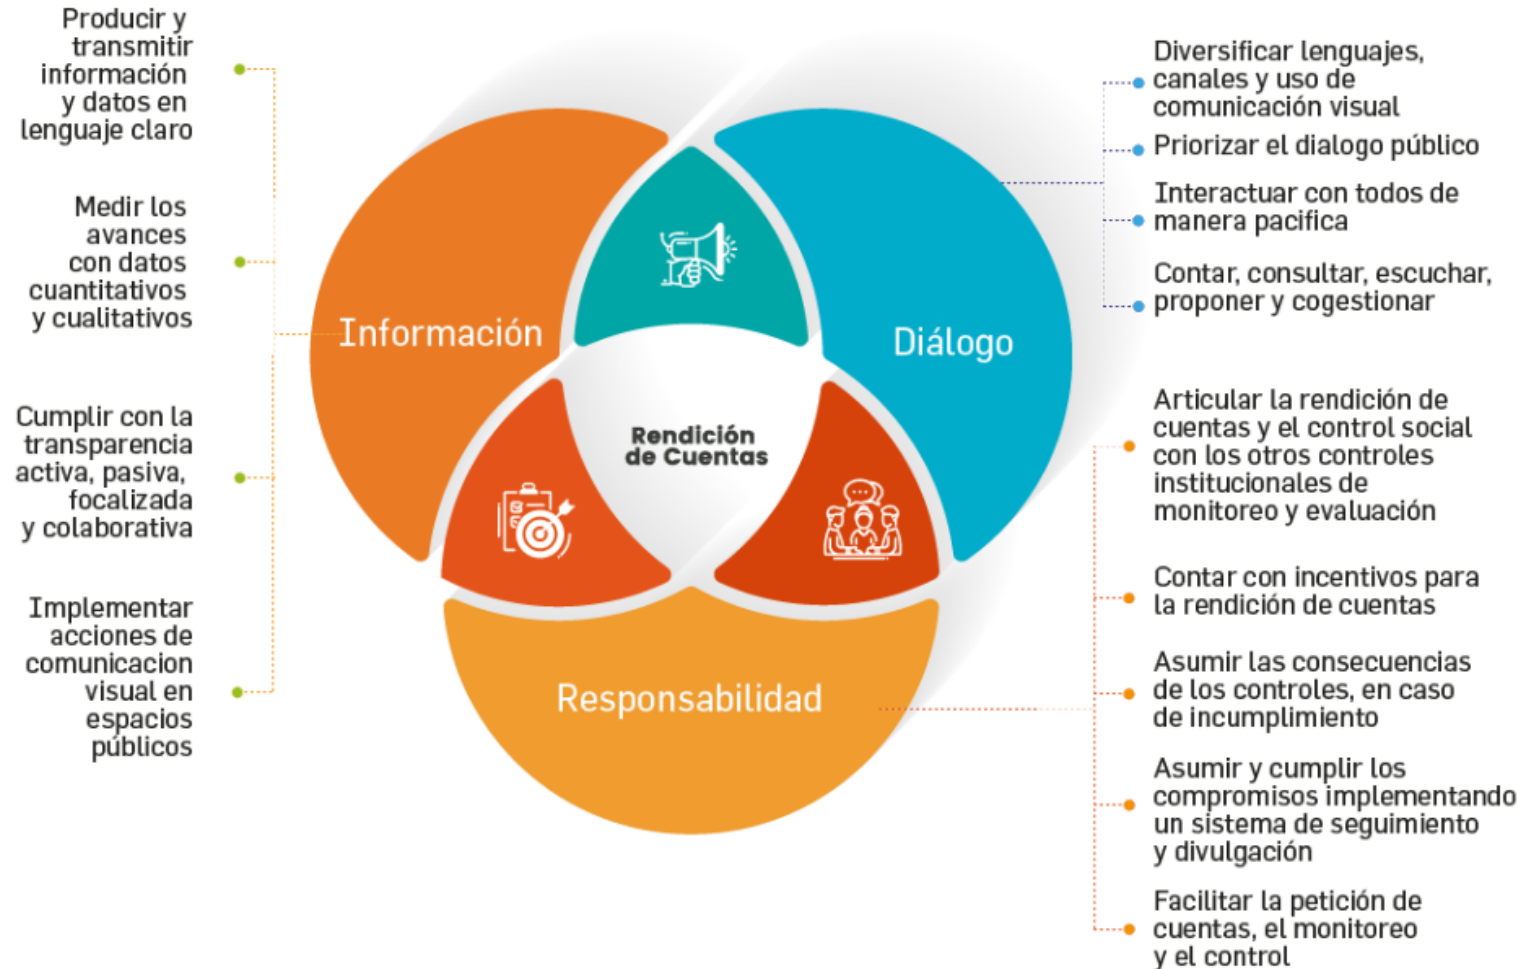 Producir y
transmitir
información
y datos en
lenguaje claro
Medir los
avances
con datos
cuantitativos
y cualitativos
Cumplir con la
transparencia
activa, pasiva,
focalizada
y colaborativa
Implementar
acciones de
comunicacion
visual en
espacios
públicos
Información
Diálogo
Rendición
de Cuentas
Responsabilidad
Diversificar lenguajes,
canales y uso de
comunicación visual
Priorizar el dialogo público
Interactuar con todos de
manera pacifica
Contar, consultar, escuchar,
proponer y cogestionar
Articular la rendición de
cuentas y el control social
con los otros controles
institucionales de
monitoreo y evaluación
Contar con incentivos para
la rendición de cuentas
Asumir las consecuencias
de los controles, en caso
de incumplimiento
Asumir y cumplir los
compromisos implementando
un sistema de seguimiento
y divulgación
Facilitar la petición de
cuentas, el monitoreo
y el control